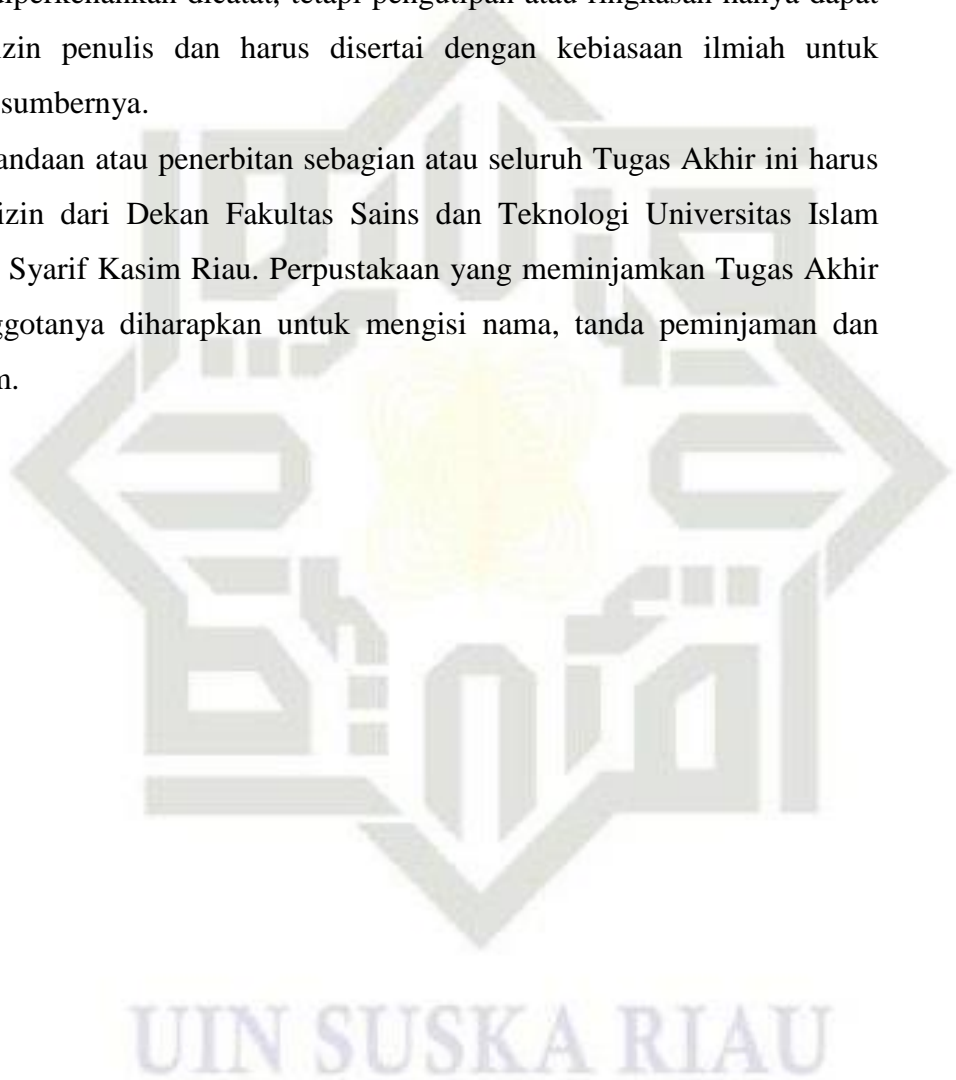 diperkenankan dicatat, tetapi pengutipan atau ringkasan hanya dapat
izin penulis dan harus disertai dengan kebiasaan ilmiah untuk
sumbernya.
andaan atau penerbitan sebagian atau seluruh Tugas Akhir ini harus
izin dari Dekan Fakultas Sains dan Teknologi Universitas Islam
Syarif Kasim Riau. Perpustakaan yang meminjamkan Tugas Akhir
ggotanya diharapkan untuk mengisi nama, tanda peminjaman dan
m.
UIN SUSKA RIAU